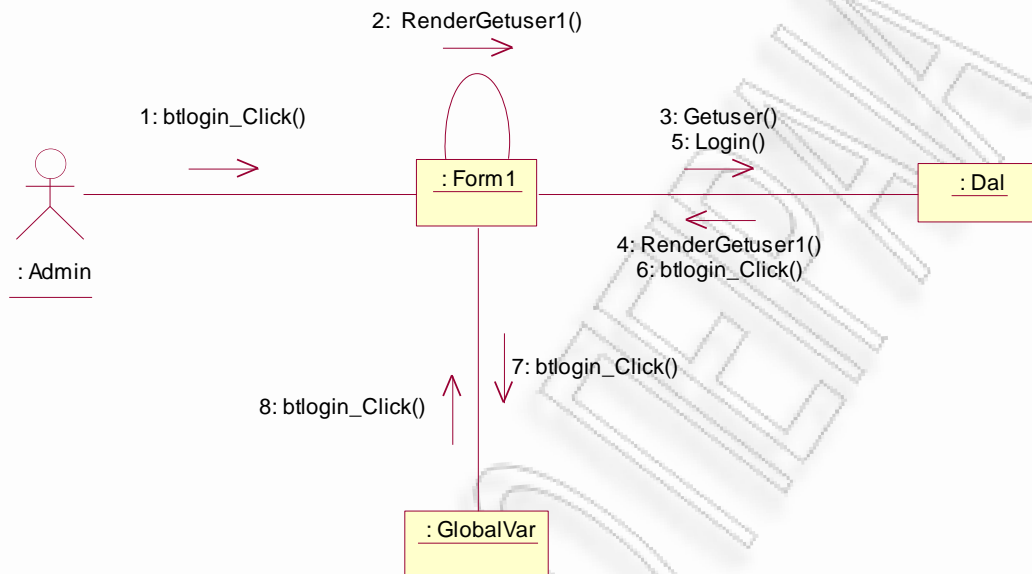 2: RenderGetuser1()
1: btlogin_Click()
3: Getuser()
5: Login()
: Form1
: Dal
4: RenderGetuser1()
6: btlogin_Click()
: Admin
7: btlogin_Click()
8: btlogin_Click()
: GlobalVar